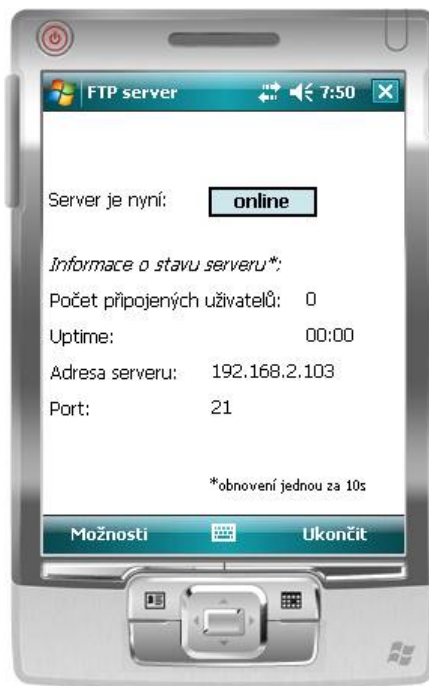 FTP server 7:50
Server je nyní: online
Informace o stavu serveru*:
Počet připojených uživatelů: 0
Uptime: 00:00
Adresa serveru: 192.168.2.103
Port: 21
*obnovení jednou za 10s
Možnosti Ukončit